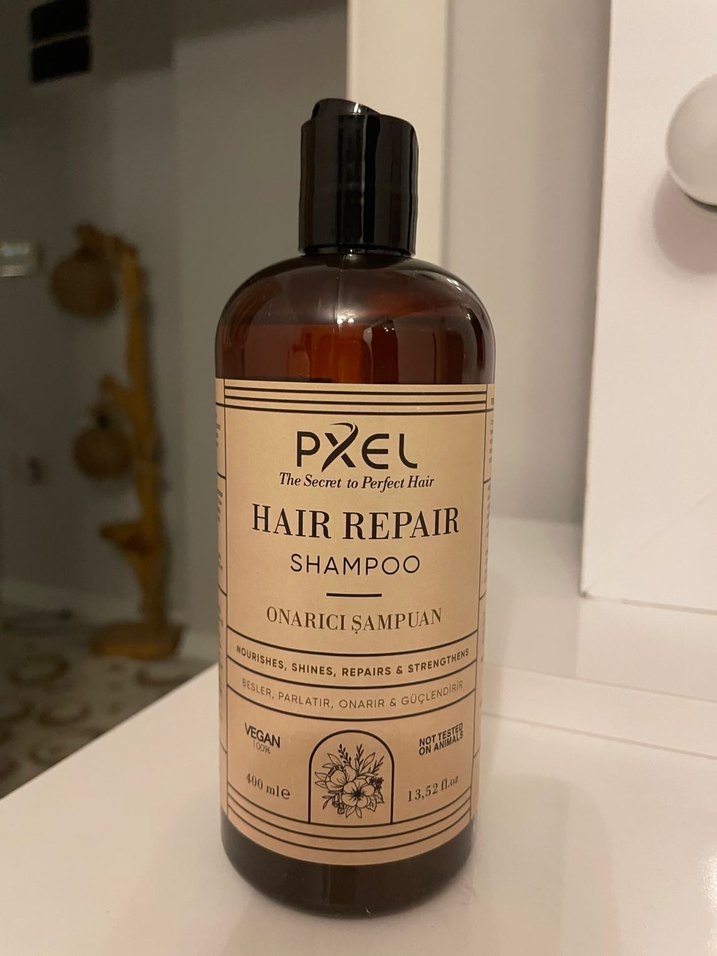 PXEL
The Secret to Perfect Hair
HAIR REPAIR
SHAMPOO
ONARICI ŞAMPUAN
NOURISHES, SHINES, REPAIRS & STRENGTHENS
BESLER, PARLATIR, ONARIR & GÜÇLENDİRİR
VEGAN
100%
NOT TESTED
ON ANIMALS
400 ml e
13,52 fl.oz